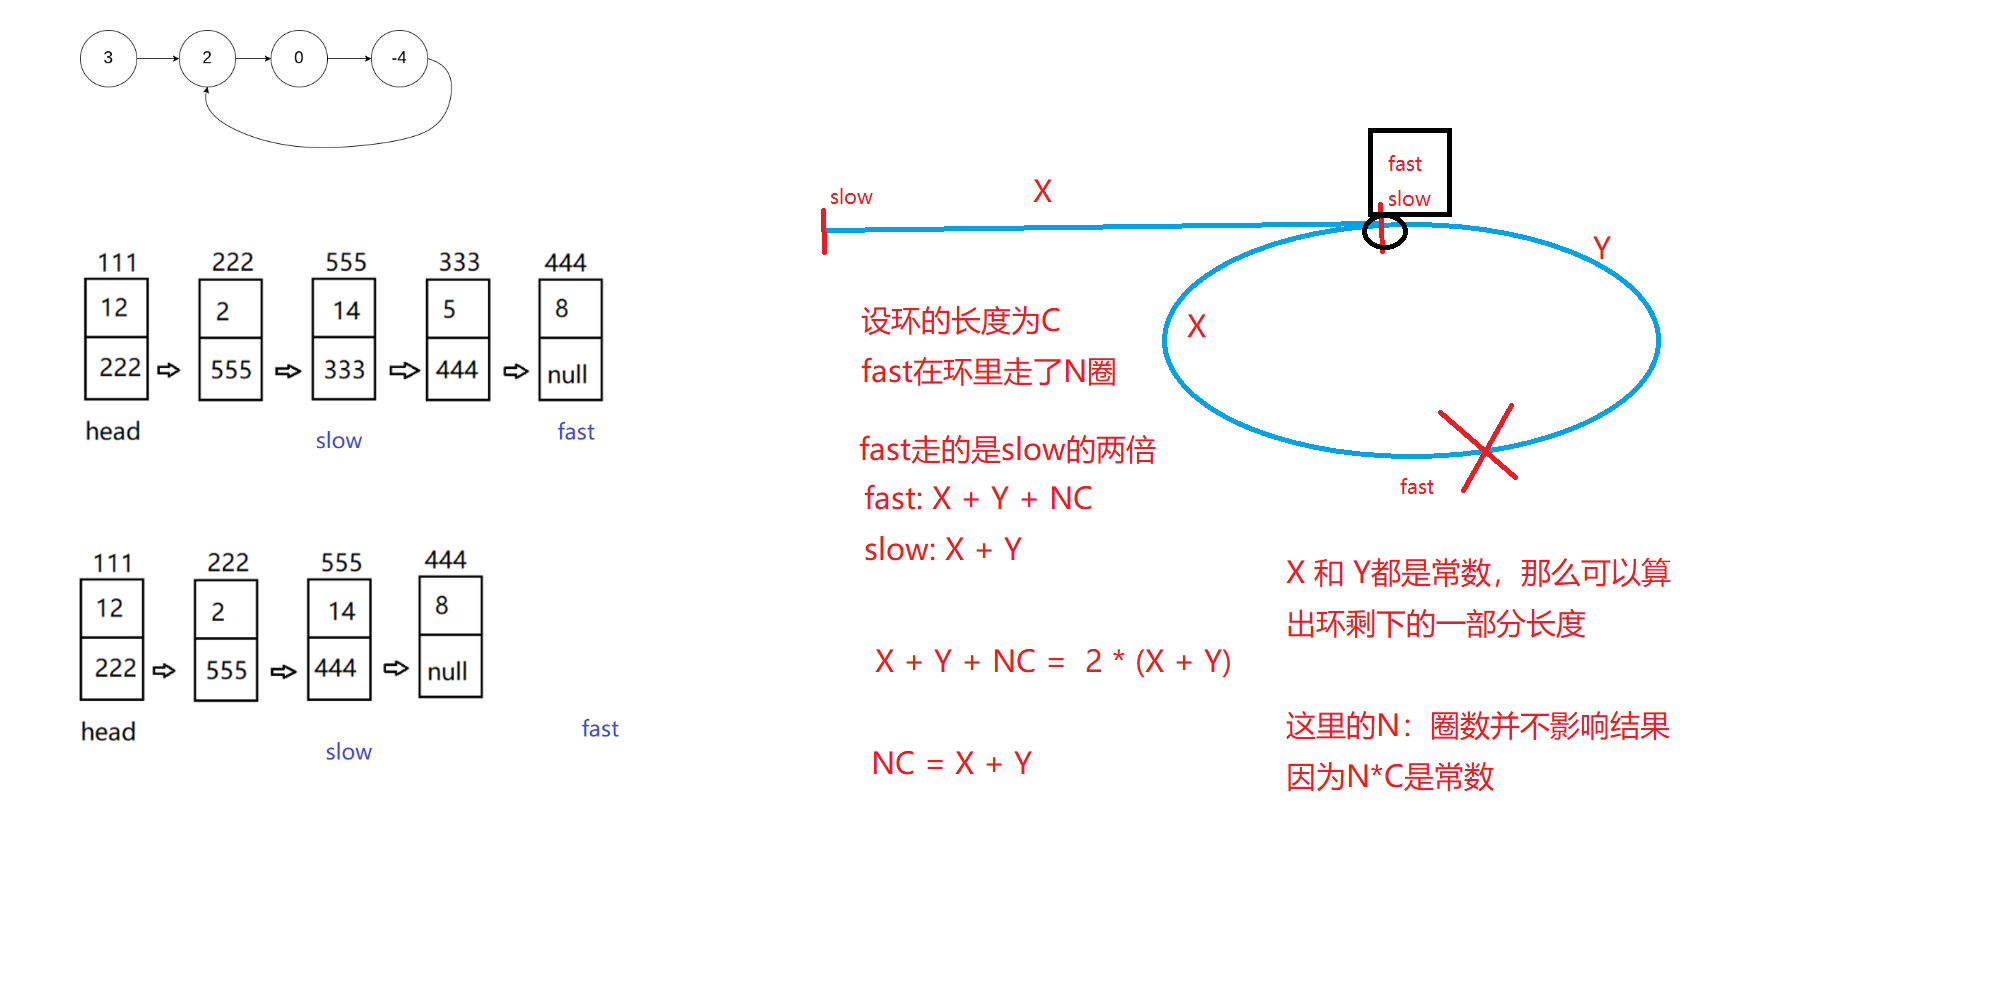 3 2 0 -4
111 222 555 333 444
12 2 14 5 8
222 555 333 444 null
head slow fast
111 222 555 444
12 2 14 8
222 555 444 null
head slow fast
slow
X
fast
slow
Y
X
fast
设环的长度为C
fast在环里走了N圈
fast走的是slow的两倍
fast: X + Y + NC
slow: X + Y
X + Y + NC = 2 * (X + Y)
NC = X + Y
X 和 Y都是常数，那么可以算
出环剩下的一部分长度
这里的N：圈数并不影响结果
因为N*C是常数